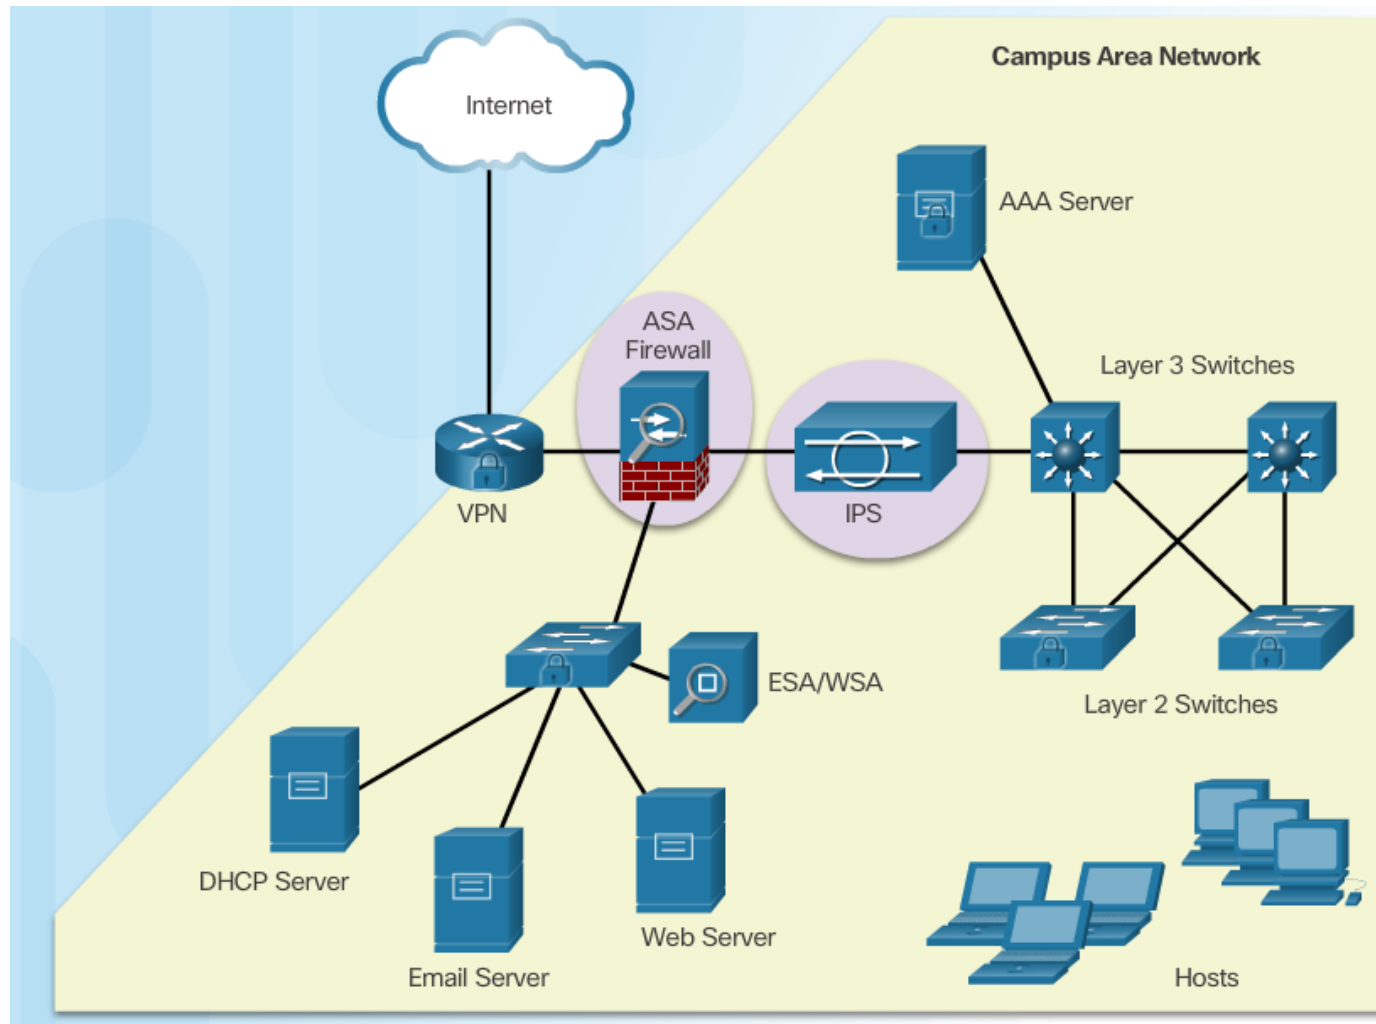 Campus Area Network
Internet
AAA Server
ASA
Firewall
Layer 3 Switches
VPN
IPS
ESA/WSA
Layer 2 Switches
DHCP Server
Web Server
Email Server
Hosts